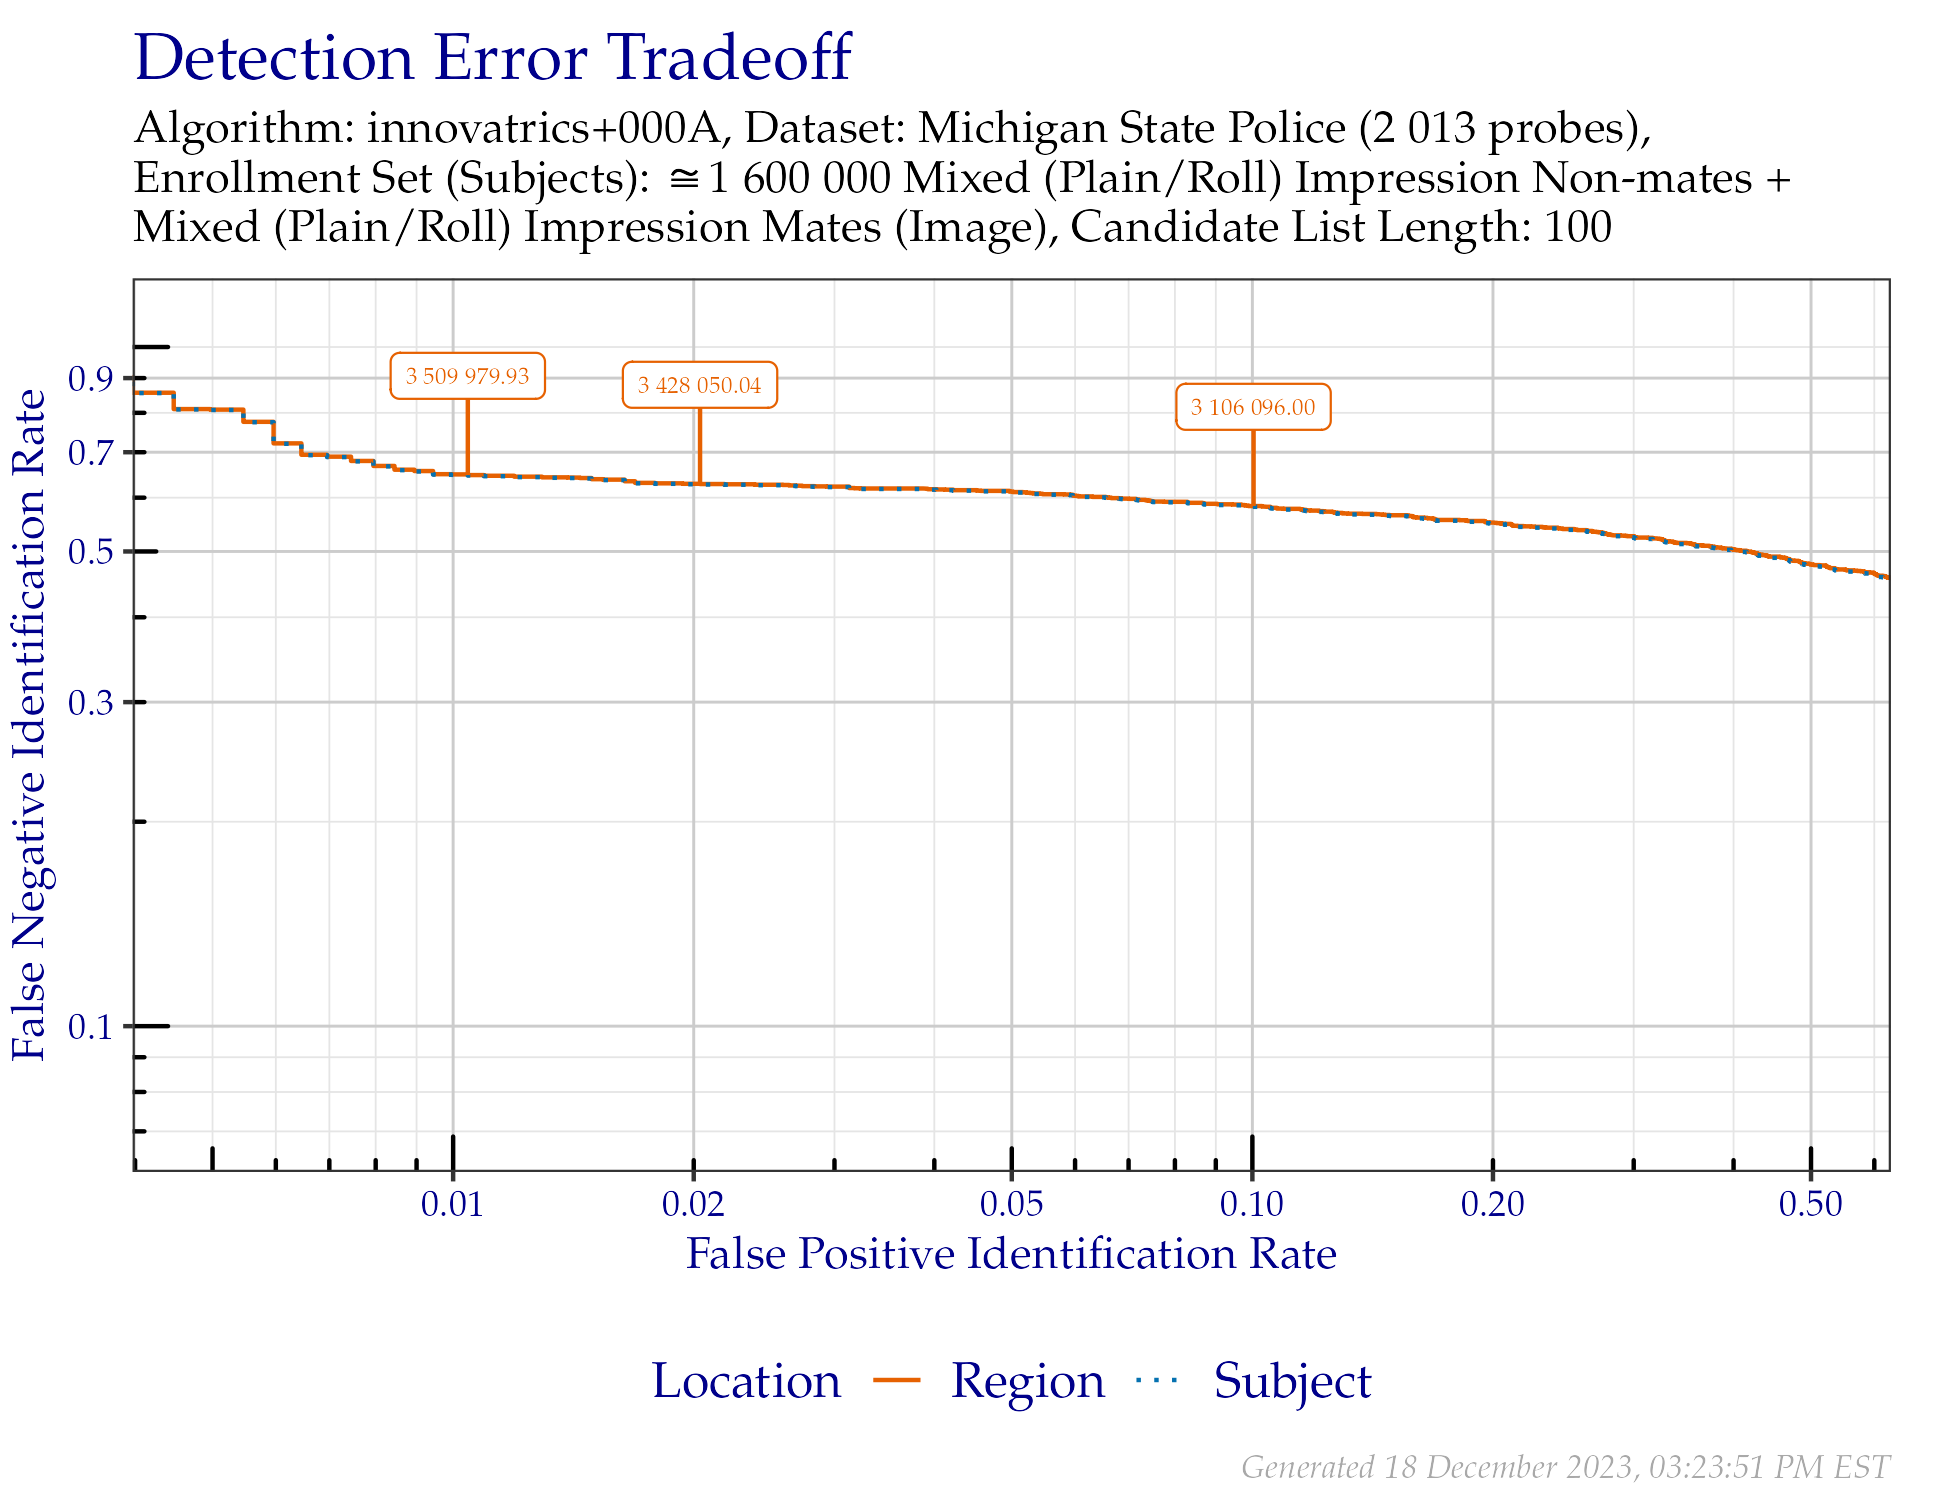 Detection Error Tradeoff
Algorithm: innovatrics+000A, Dataset: Michigan State Police (2 013 probes),
Enrollment Set (Subjects): ≅1 600 000 Mixed (Plain/Roll) Impression Non-mates +
Mixed (Plain/Roll) Impression Mates (Image), Candidate List Length: 100
False Negative Identification Rate
0.9
0.7
0.5
0.3
0.1
3 509 979.93
3 428 050.04
3 106 096.00
0.01 0.02 0.05 0.10 0.20 0.50
False Positive Identification Rate
Location Region Subject
Generated 18 December 2023, 03:23:51 PM EST